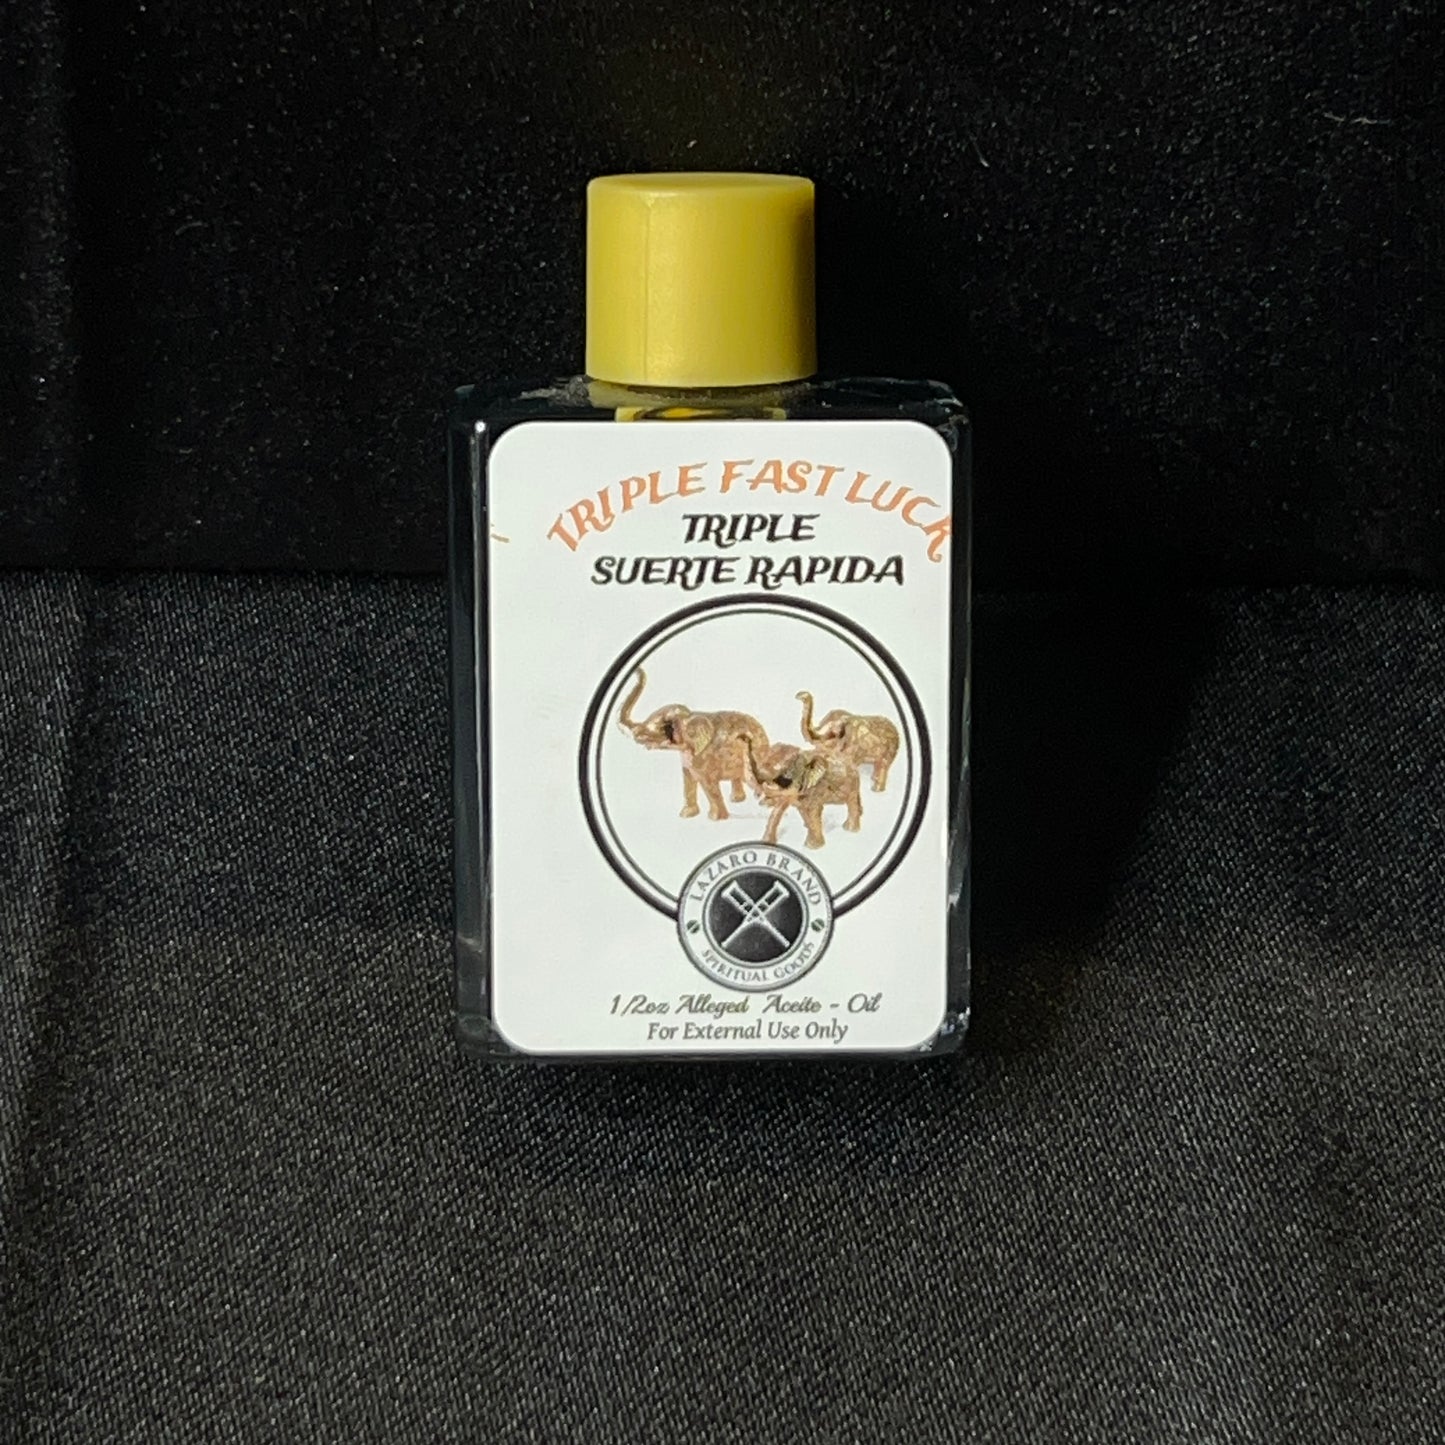 TRIPLE FAST LUCK
TRIPLE
SUERTE RAPIDA
LAZARO BRAND
SPIRITUAL GOODS
1/2oz Alleged Aceite - Oil
For External Use Only